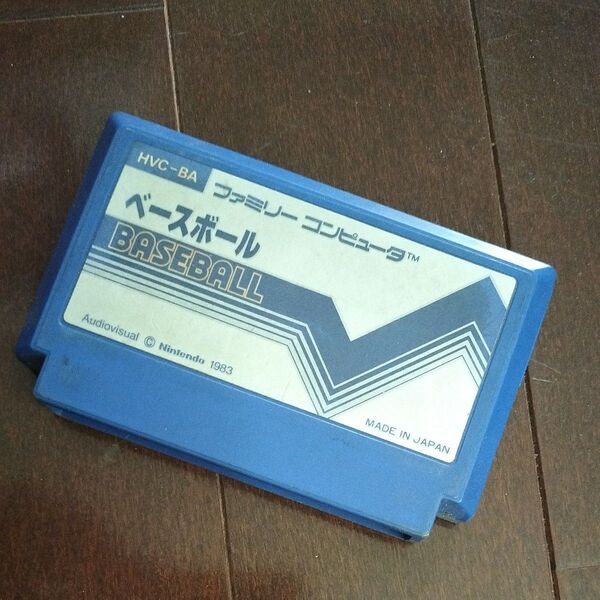 HVC-BA
ファミリー コンピュータ™
ベースボール
BASEBALL
Audiovisual © Nintendo 1983
MADE IN JAPAN